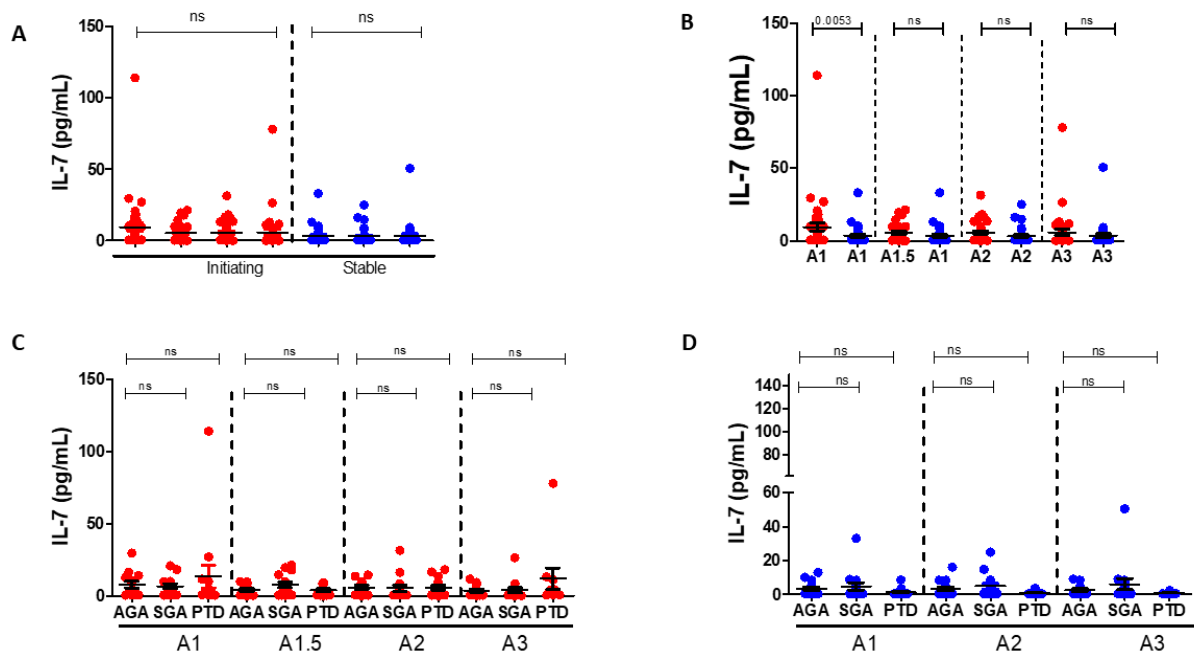 A
ns
ns
150
100
50
0
IL-7 (pg/mL)
Initiating
Stable
B
0.0053
ns
ns
ns
150
100
50
0
IL-7 (pg/mL)
A1
A1
A1.5
A1
A2
A2
A3
A3
C
ns
ns
ns
ns
ns
ns
ns
ns
150
100
50
0
IL-7 (pg/mL)
AGA SGA PTD AGA SGA PTD AGA SGA PTD AGA SGA PTD
A1
A1.5
A2
A3
D
ns
ns
ns
ns
ns
ns
140
120
100
80
60
60
40
20
0
IL-7 (pg/mL)
AGA SGA PTD AGA SGA PTD AGA SGA PTD
A1
A2
A3